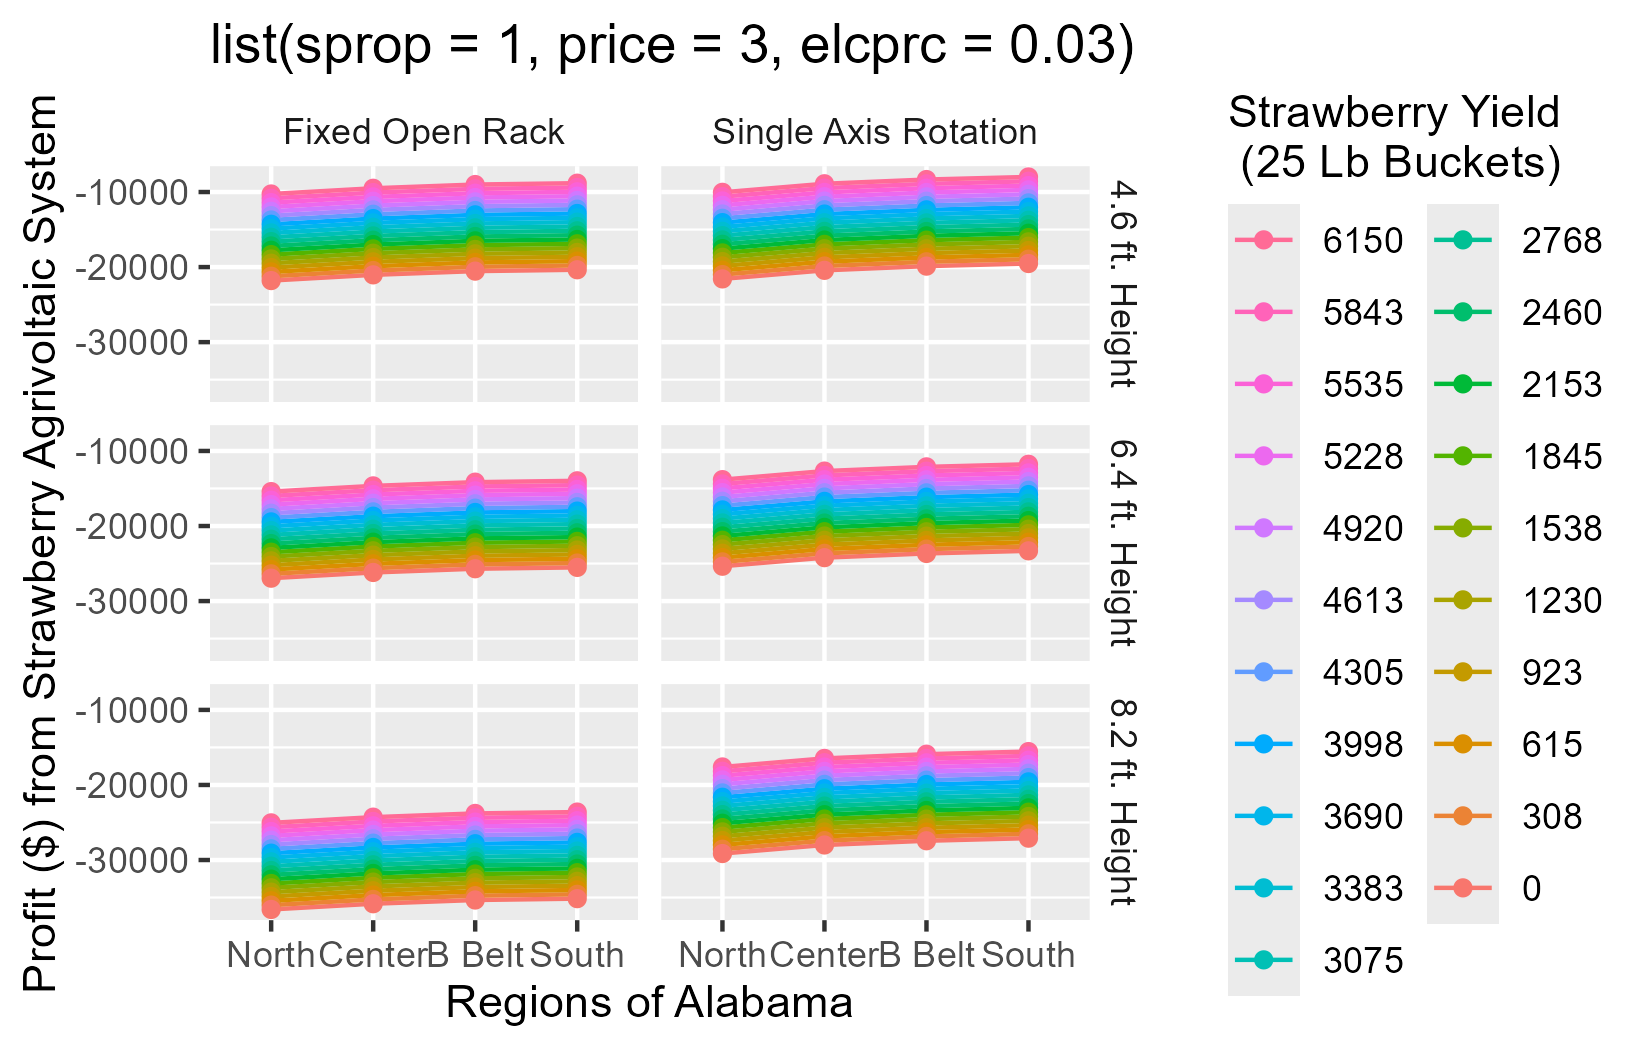 list(sprop = 1, price = 3, elcprc = 0.03)
Profit ($) from Strawberry Agrivoltaic System
Fixed Open Rack
Single Axis Rotation
-10000
-20000
-30000
4.6 ft. Height
-10000
-20000
-30000
6.4 ft. Height
-10000
-20000
-30000
8.2 ft. Height
North Center B Belt South
North Center B Belt South
Regions of Alabama
Strawberry Yield
(25 Lb Buckets)
6150
5843
5535
5228
4920
4613
4305
3998
3690
3383
3075
2768
2460
2153
1845
1538
1230
923
615
308
0